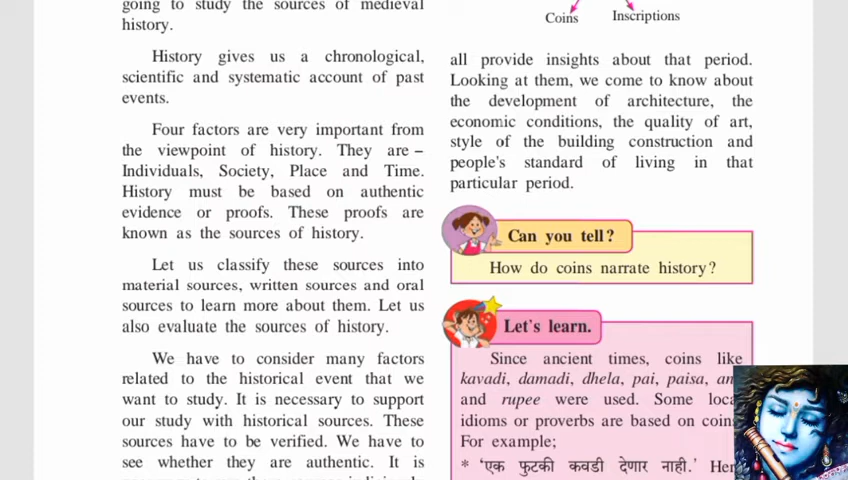 going to study the sources of medieval
history.
History gives us a chronological,
scientific and systematic account of past
events.
Four factors are very important from
the viewpoint of history. They are –
Individuals, Society, Place and Time.
History must be based on authentic
evidence or proofs. These proofs are
known as the sources of history.
Let us classify these sources into
material sources, written sources and oral
sources to learn more about them. Let us
also evaluate the sources of history.
We have to consider many factors
related to the historical event that we
want to study. It is necessary to support
our study with historical sources. These
sources have to be verified. We have to
see whether they are authentic. It is
Coins
Inscriptions
all provide insights about that period.
Looking at them, we come to know about
the development of architecture, the
economic conditions, the quality of art,
style of the building construction and
people's standard of living in that
particular period.
Can you tell?
How do coins narrate history?
Let's learn.
Since ancient times, coins like
kavadi, damadi, dhela, pai, paisa,
and rupee were used. Some
idioms or proverbs are based on
For example;
* 'एक फुटकी कवडी देणार नाही.'